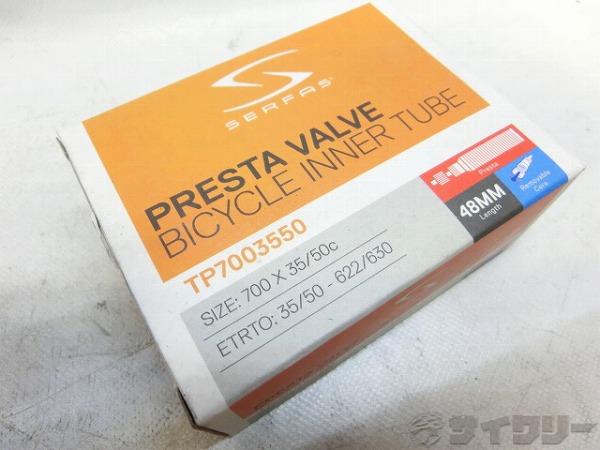 SERFAS®
PRESTA VALVE
BICYCLE INNER TUBE
TP7003550
SIZE: 700 X 35/50c
ETRTO: 35/50 - 622/630
Presta
48MM
Length
Removable
Core
サイクリー